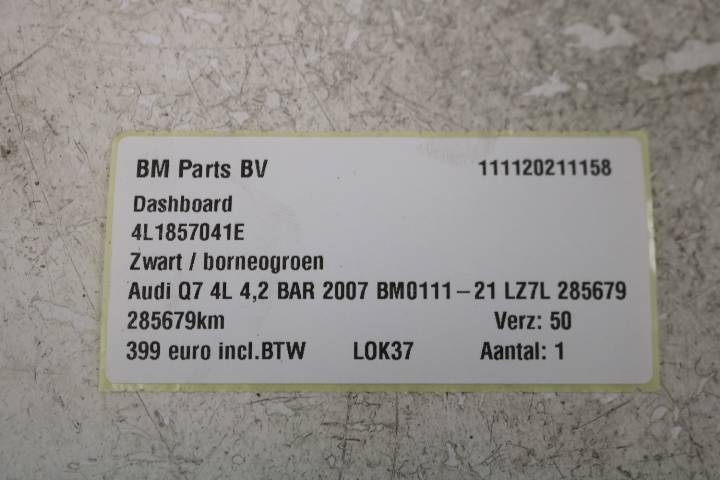 BM Parts BV 111120211158
Dashboard
4L1857041E
Zwart / borneogroen
Audi Q7 4L 4,2 BAR 2007 BM0111-21 LZ7L 285679
285679km Verz: 50
399 euro incl.BTW LOK37 Aantal: 1